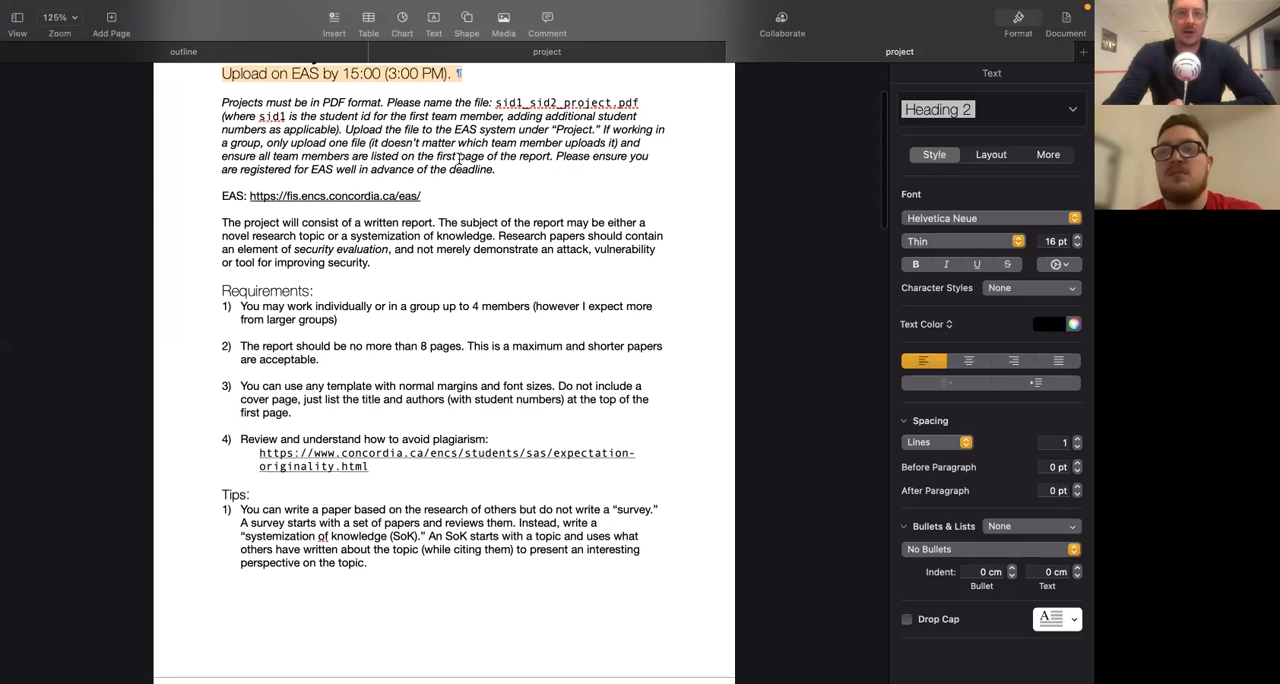 125%
View
Zoom
Add Page
Insert
Table
Chart
Text
Shape
Media
Comment
Collaborate
Format
Document
outline
project
project
Upload on EAS by 15:00 (3:00 PM). ¶
Projects must be in PDF format. Please name the file: sid1_sid2_project.pdf
(where sid1 is the student id for the first team member, adding additional student
numbers as applicable). Upload the file to the EAS system under “Project.” If working in
a group, only upload one file (it doesn’t matter which team member uploads it) and
ensure all team members are listed on the first page of the report. Please ensure you
are registered for EAS well in advance of the deadline.
EAS: https://fis.encs.concordia.ca/eas/
The project will consist of a written report. The subject of the report may be either a
novel research topic or a systemization of knowledge. Research papers should contain
an element of security evaluation, and not merely demonstrate an attack, vulnerability
or tool for improving security.
Requirements:
1) You may work individually or in a group up to 4 members (however I expect more
from larger groups)
2) The report should be no more than 8 pages. This is a maximum and shorter papers
are acceptable.
3) You can use any template with normal margins and font sizes. Do not include a
cover page, just list the title and authors (with student numbers) at the top of the
first page.
4) Review and understand how to avoid plagiarism:
https://www.concordia.ca/encs/students/sas/expectation-
originality.html
Tips:
1) You can write a paper based on the research of others but do not write a “survey.”
A survey starts with a set of papers and reviews them. Instead, write a
“systemization of knowledge (SoK).” An SoK starts with a topic and uses what
others have written about the topic (while citing them) to present an interesting
perspective on the topic.
Text
Heading 2
Style
Layout
More
Font
Helvetica Neue
Thin
16 pt
B I U S
Character Styles
None
Text Color
Spacing
Lines
1
Before Paragraph
0 pt
After Paragraph
0 pt
Bullets & Lists
None
No Bullets
Indent:
0 cm
0 cm
Bullet
Text
Drop Cap
A